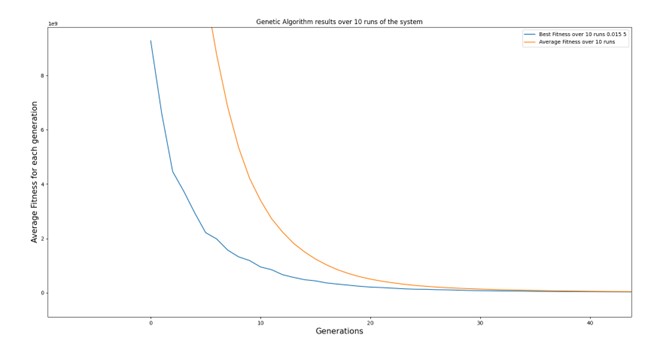 Genetic Algorithm results over 10 runs of the system
1e9
Best Fitness over 10 runs 0.015 5
Average Fitness over 10 runs
8
6
4
2
0
Average Fitness for each generation
0 10 20 30 40
Generations